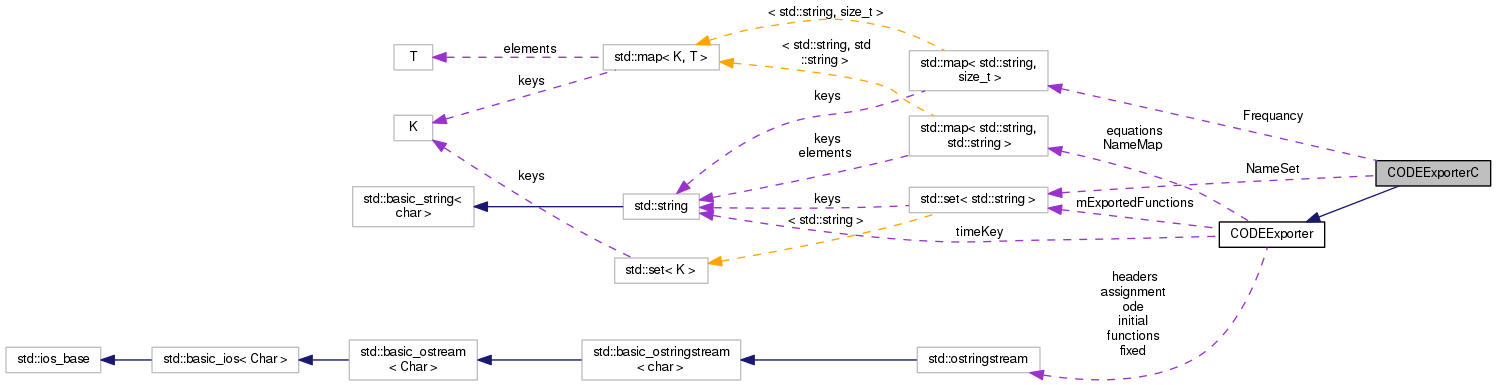 < std::string, size_t >
T
elements
std::map< K, T >
< std::string, std
::string >
std::map< std::string,
size_t >
keys
keys
Frequancy
K
keys
elements
std::map< std::string,
std::string >
equations
NameMap
CODEExporterC
keys
NameSet
std::basic_string<
char >
std::string
keys
std::set< std::string >
mExportedFunctions
< std::string >
timeKey
CODEExporter
std::set< K >
headers
assignment
ode
initial
functions
fixed
std::ios_base
std::basic_ios< Char >
std::basic_ostream
< Char >
std::basic_ostringstream
< char >
std::ostringstream